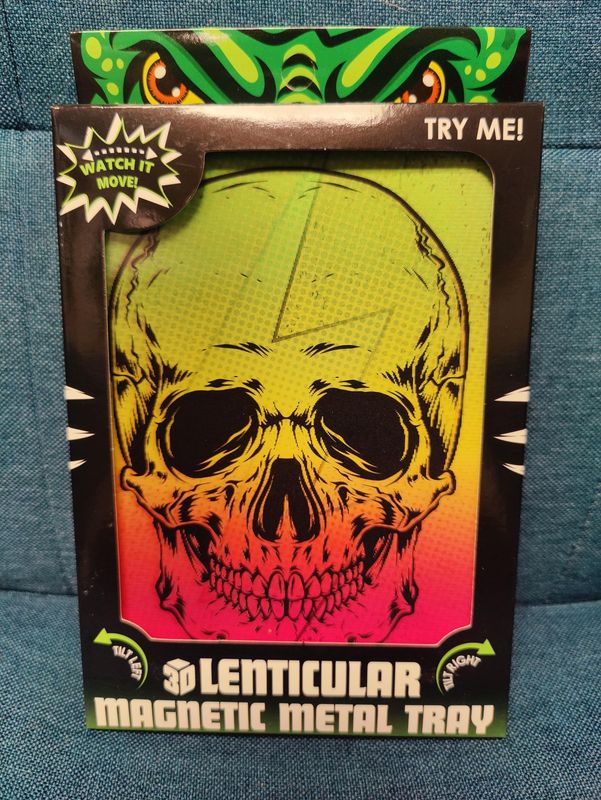 TRY ME!
WATCH IT
MOVE!
TILT LEFT
TILT RIGHT
3D LENTICULAR
MAGNETIC METAL TRAY